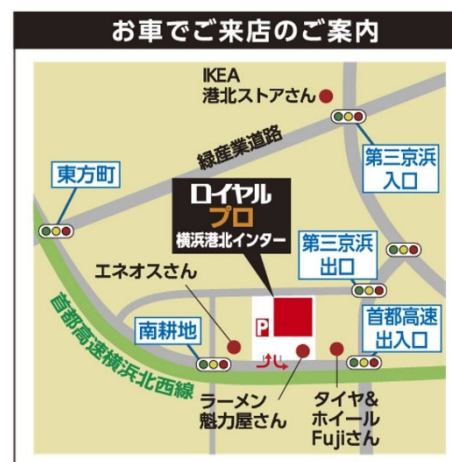 お車でご来店のご案内
IKEA
港北ストアさん
緑産業道路
第三京浜
入口
東方町
ロイヤル
プロ
横浜港北インター
第三京浜
出口
エネオスさん
首都高速横浜北西線
南耕地
P
首都高速
出入口
ラーメン
魁力屋さん
タイヤ&
ホイール
Fujiさん